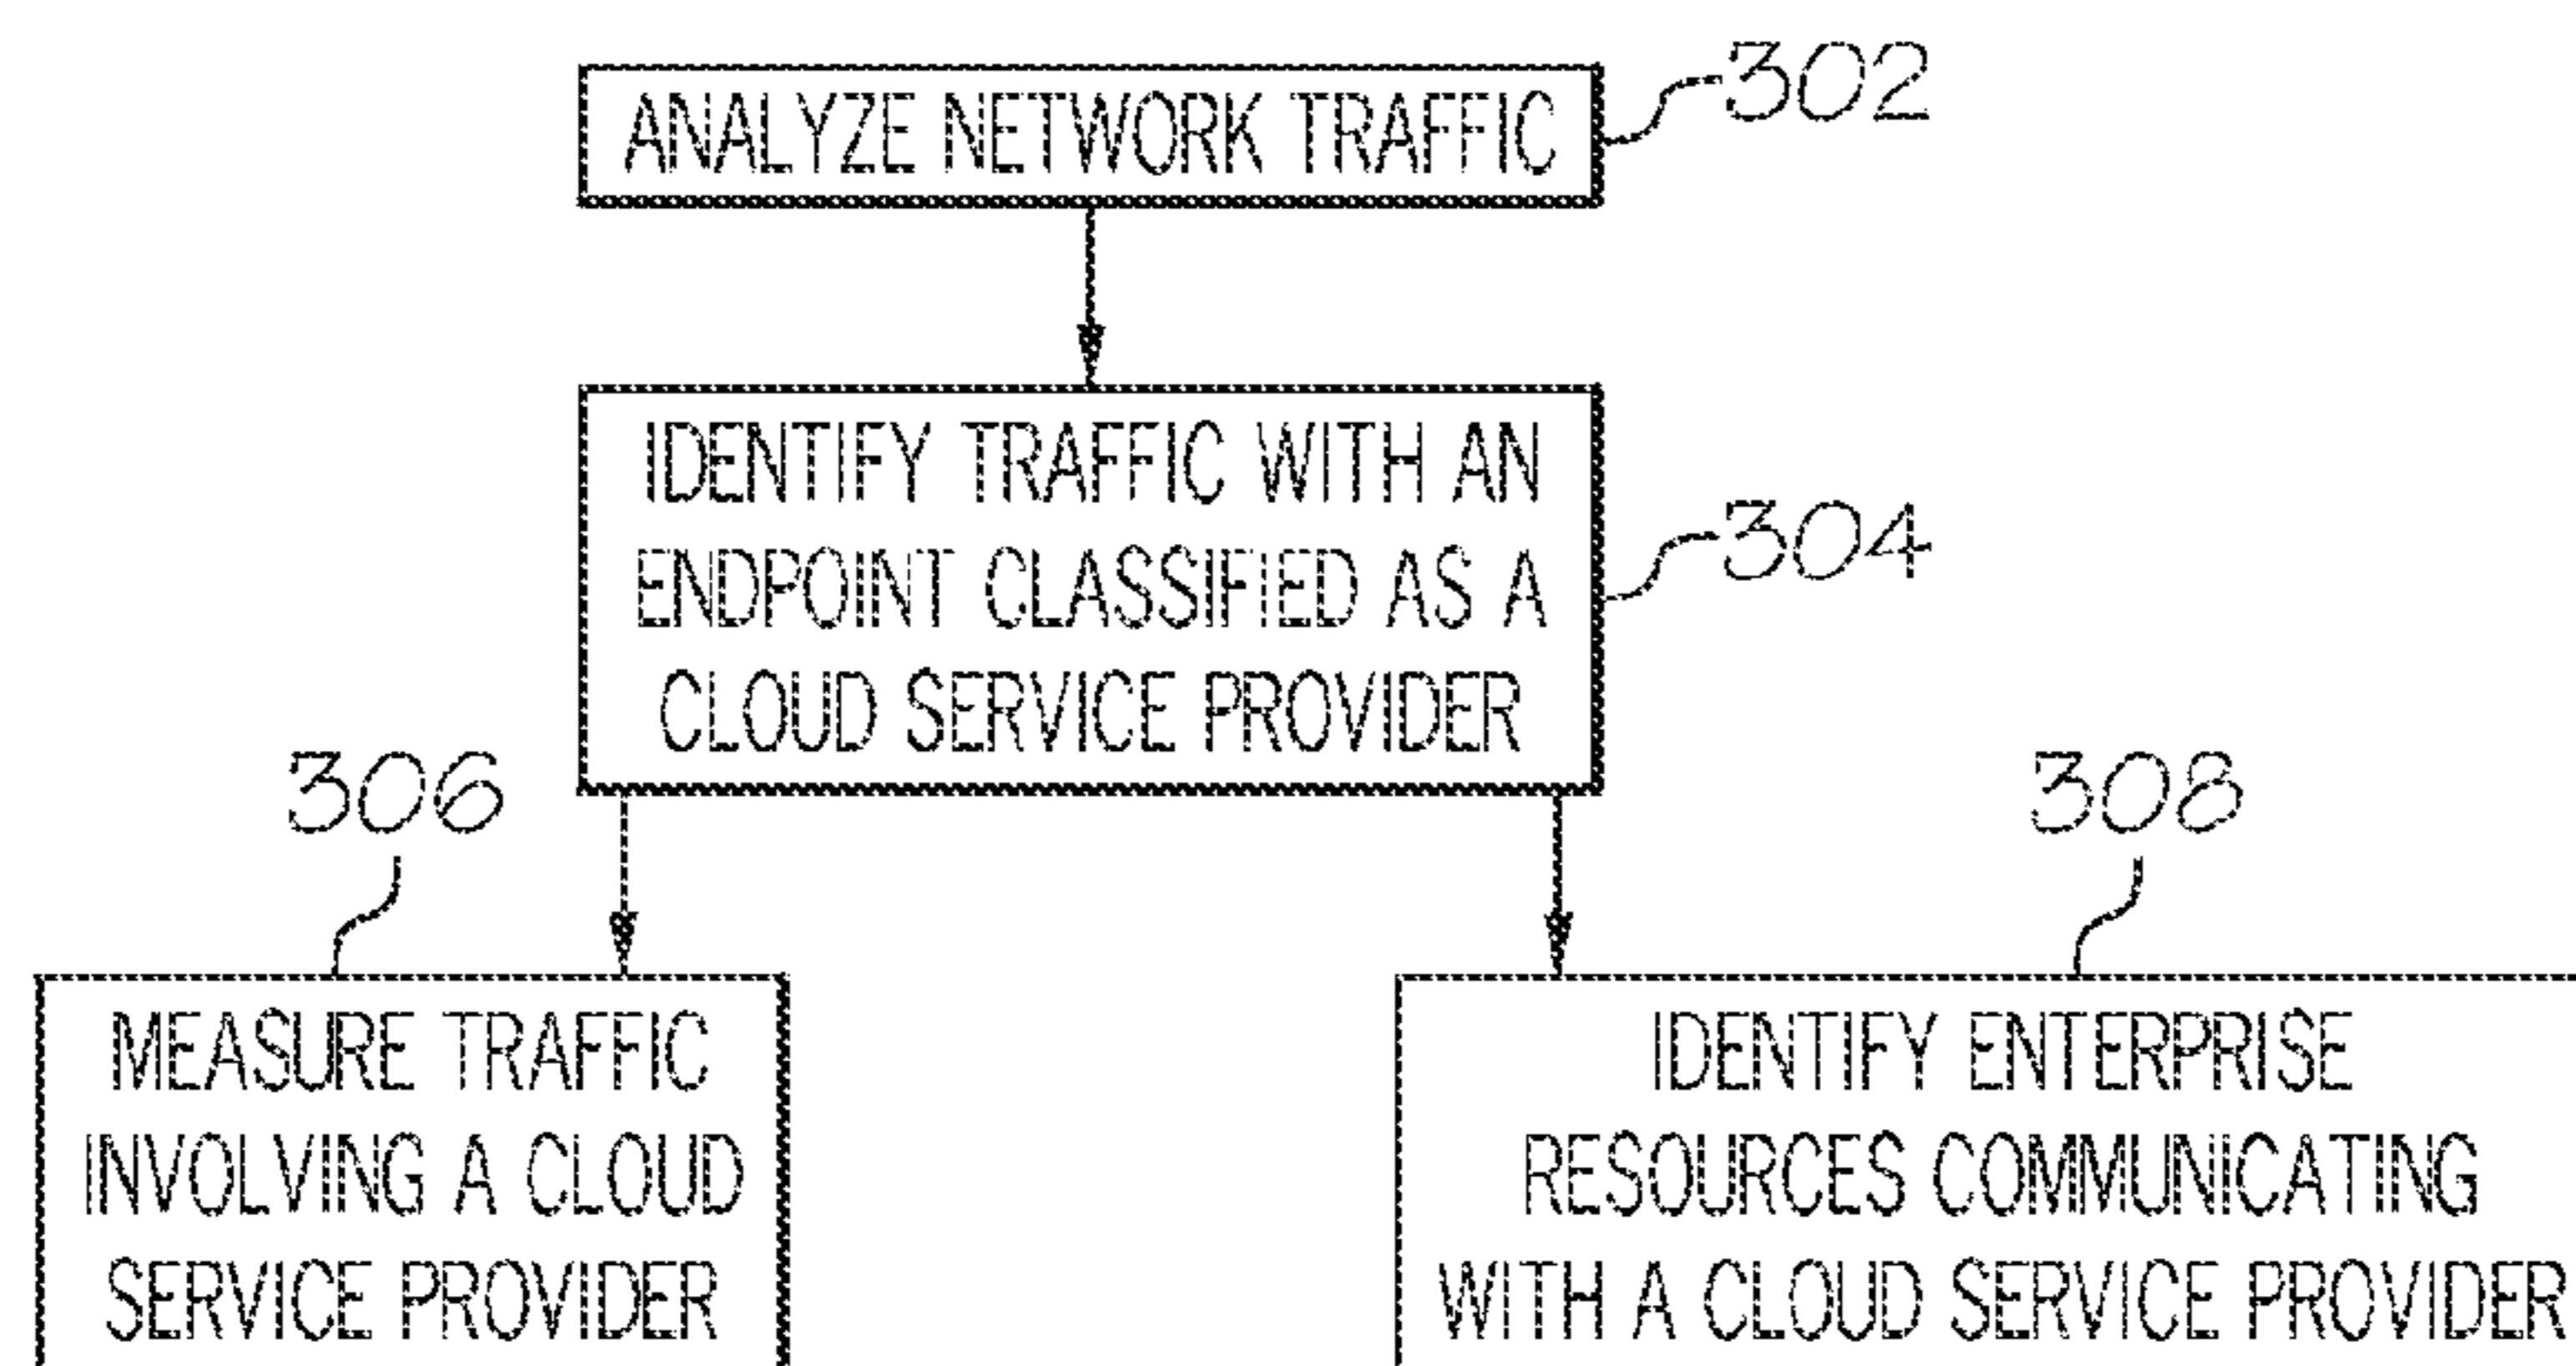 ANALYZE NETWORK TRAFFIC
302
IDENTIFY TRAFFIC WITH AN
ENDPOINT CLASSIFIED AS A
CLOUD SERVICE PROVIDER
304
306
MEASURE TRAFFIC
INVOLVING A CLOUD
SERVICE PROVIDER
308
IDENTIFY ENTERPRISE
RESOURCES COMMUNICATING
WITH A CLOUD SERVICE PROVIDER